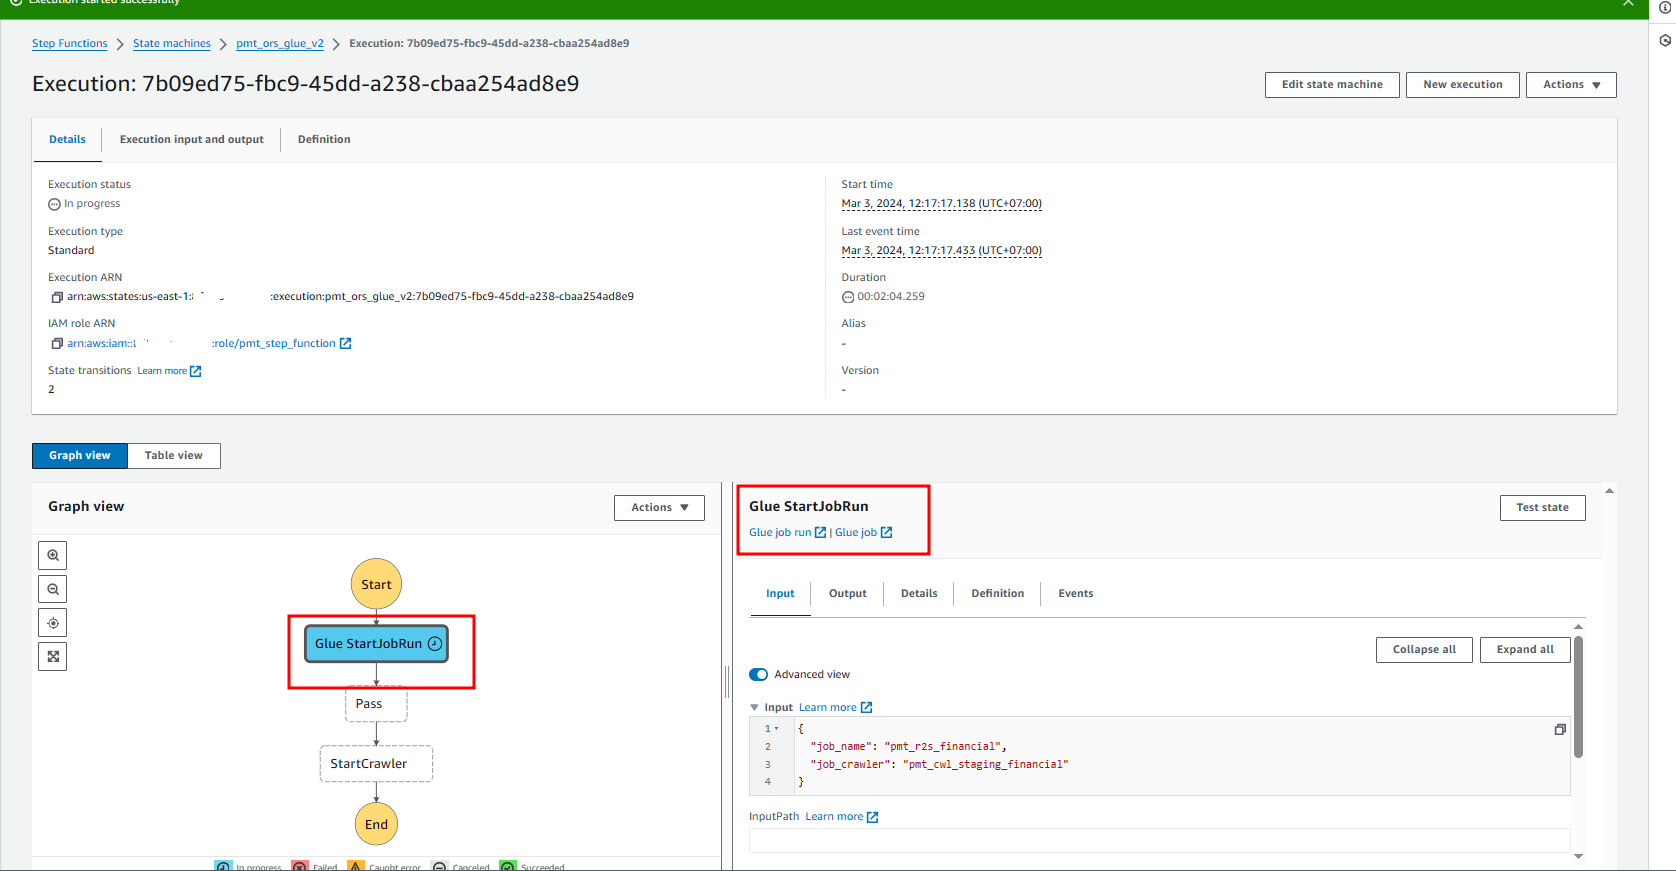 Execution started successfully
Step Functions > State machines > pmt_ors_glue_v2 > Execution: 7b09ed75-fbc9-45dd-a238-cbaa254ad8e9
Execution: 7b09ed75-fbc9-45dd-a238-cbaa254ad8e9
Edit state machine
New execution
Actions
Details
Execution input and output
Definition
Execution status
In progress
Execution type
Standard
Execution ARN
arn:aws:states:us-east-1: :execution:pmt_ors_glue_v2:7b09ed75-fbc9-45dd-a238-cbaa254ad8e9
IAM role ARN
arn:aws:iam:: :role/pmt_step_function
State transitions Learn more
2
Start time
Mar 3, 2024, 12:17:17.138 (UTC+07:00)
Last event time
Mar 3, 2024, 12:17:17.433 (UTC+07:00)
Duration
00:02:04.259
Alias
-
Version
-
Graph view
Table view
Graph view
Actions
Start
Glue StartJobRun
Pass
StartCrawler
End
In progress Failed Caught error Canceled Succeeded
Glue StartJobRun
Glue job run | Glue job
Test state
Input
Output
Details
Definition
Events
Collapse all
Expand all
Advanced view
Input Learn more
1 {
2 "job_name": "pmt_r2s_financial",
3 "job_crawler": "pmt_cwl_staging_financial"
4 }
InputPath Learn more